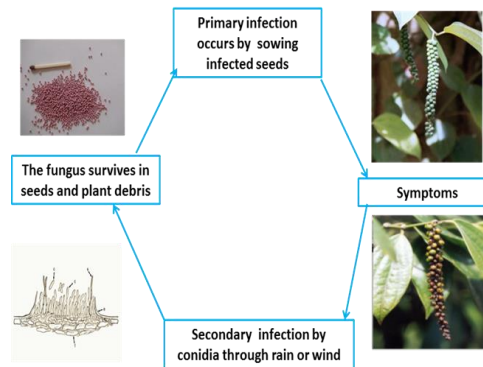 Primary infection
occurs by sowing
infected seeds
The fungus survives in
seeds and plant debris
Symptoms
Secondary infection by
conidia through rain or wind